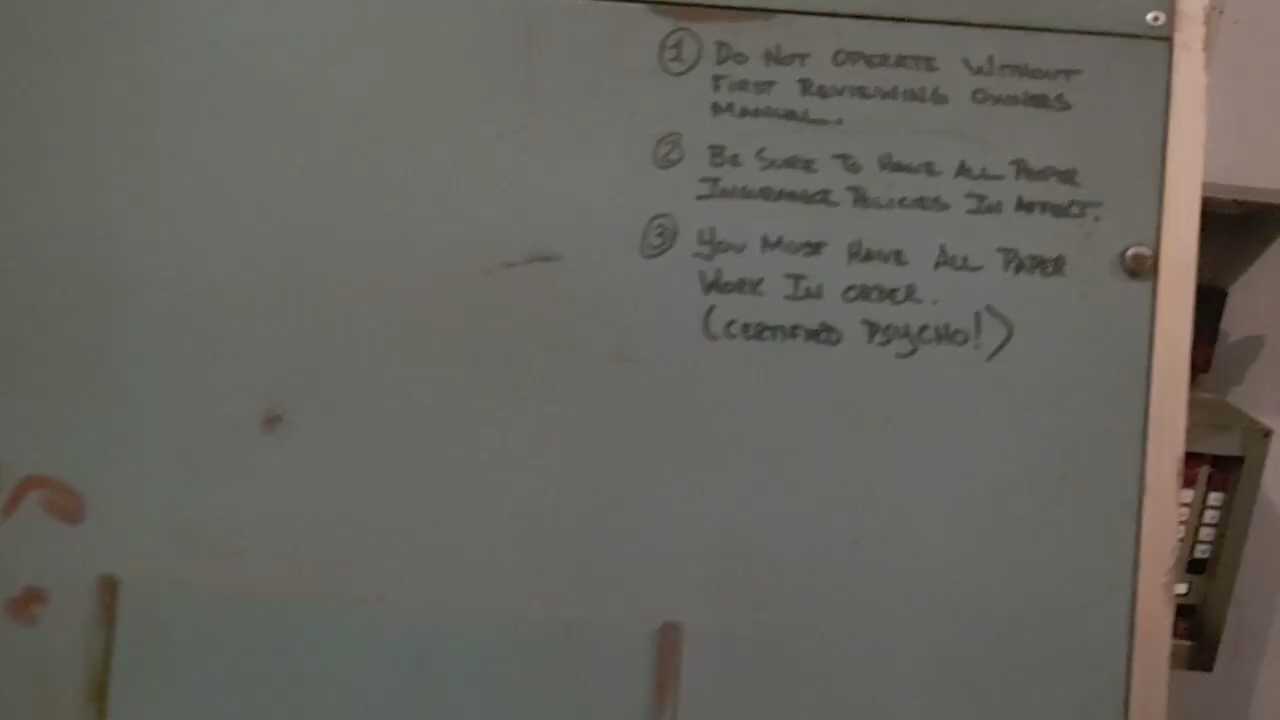 ① DO NOT OPERATE WITHOUT
FIRST REVIEWING OWNERS
MANUAL.
② BE SURE TO HAVE ALL PROPER
INSURANCE POLICIES IN AFFECT.
③ YOU MUST HAVE ALL PAPER
WORK IN ORDER.
(CERTIFIED PSYCHO!)